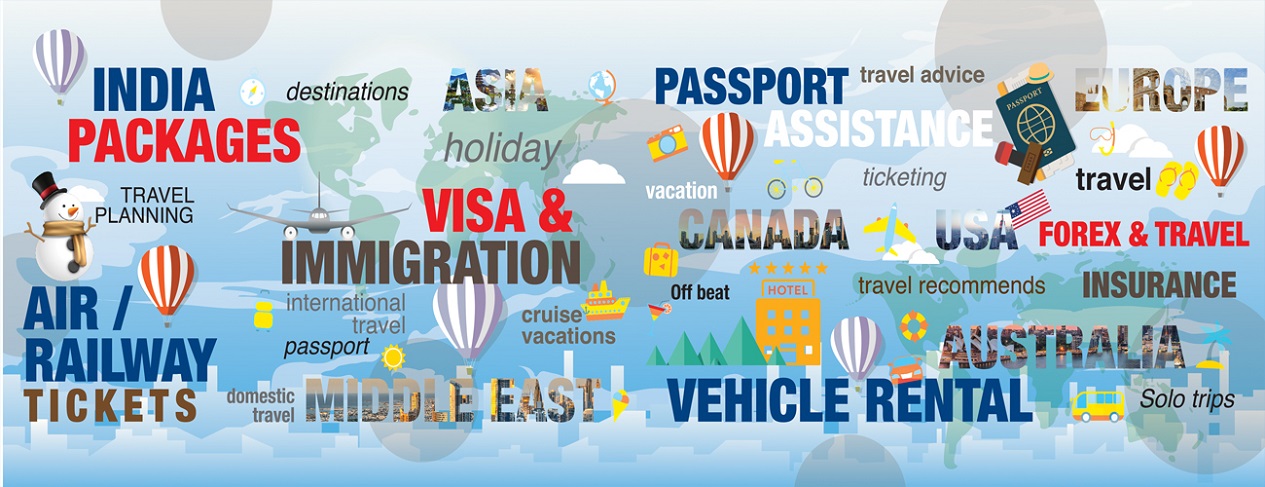 INDIA
PACKAGES
destinations
ASIA
holiday
TRAVEL
PLANNING
VISA &
IMMIGRATION
AIR /
RAILWAY
TICKETS
international
travel
passport
cruise
vacations
domestic
travel
MIDDLE EAST
PASSPORT
ASSISTANCE
travel advice
PASSPORT
EUROPE
vacation
ticketing
travel
CANADA
USA
FOREX & TRAVEL
INSURANCE
Off beat
HOTEL
travel recommends
AUSTRALIA
VEHICLE RENTAL
Solo trips